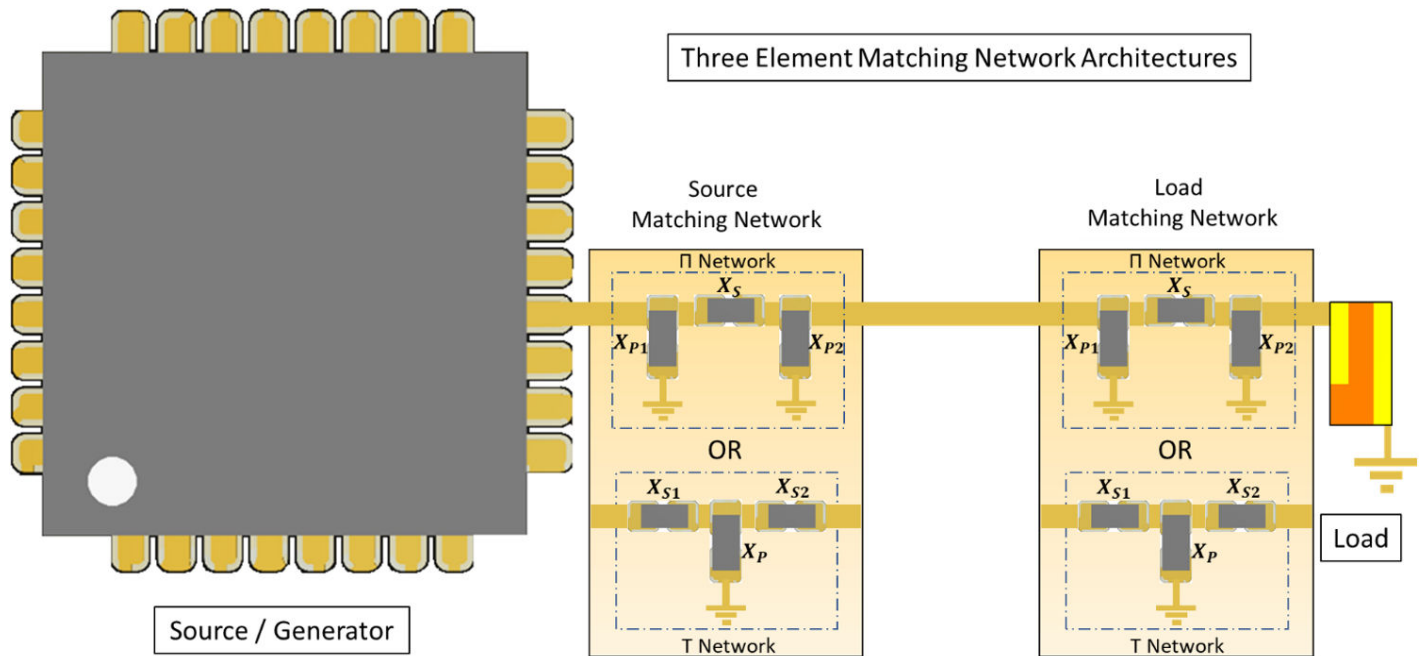 Three Element Matching Network Architectures
Source
Matching Network
Load
Matching Network
Π Network
X_S
X_P1
X_P2
OR
X_S1
X_S2
X_P
T Network
Π Network
X_S
X_P1
X_P2
OR
X_S1
X_S2
X_P
T Network
Load
Source / Generator